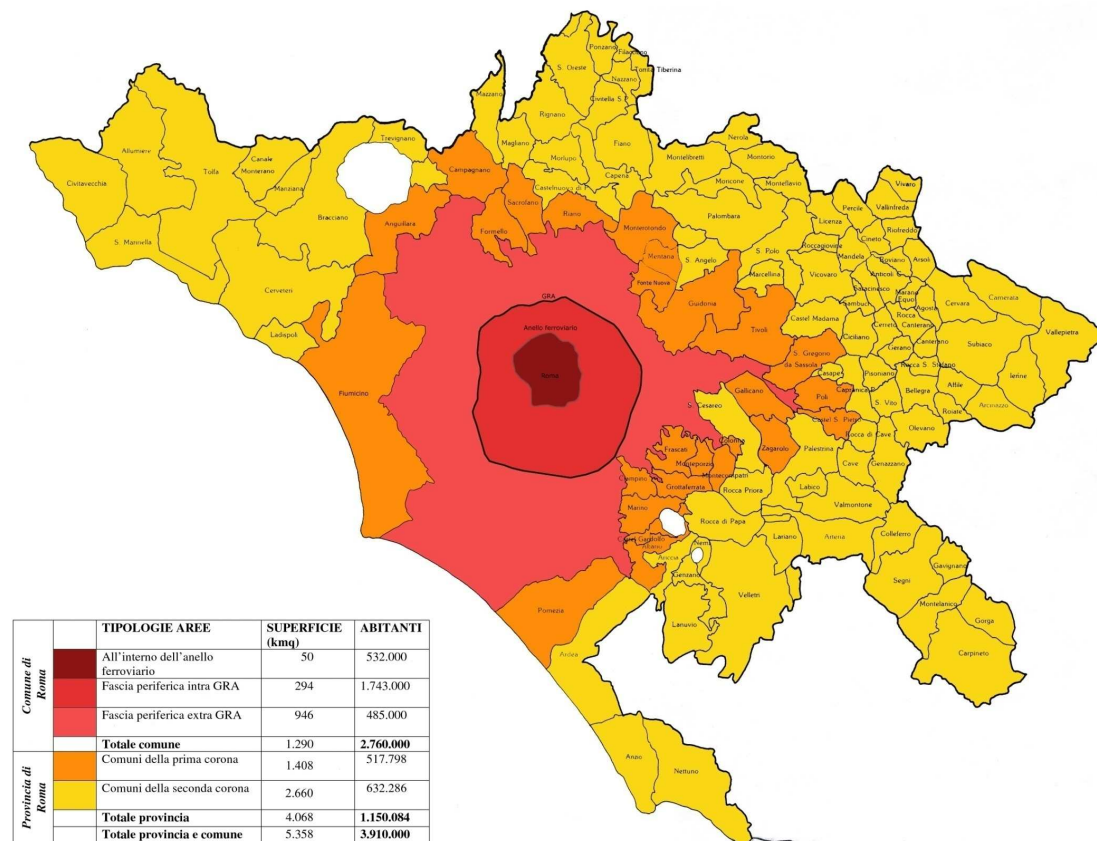 Ponzano
Filacciano
S. Oreste
Torrita Tiberina
Nazzano
Mazzano
Civitella S.P.
Rignano
Nerola
Trevignano
Magliano
Fiano
Allumiere
Morlupo
Montelibretti
Montorio
Canale
Monterano
Tolfa
Campagnano
Capena
Moricone
Montellavio
Vivaro
Civitavecchia
Manziana
Castelnuovo di P.
Percile
Vallinfreda
Sacrofano
Riano
Palombara
Licenza
Riofreddo
Bracciano
Anguillara
Formello
Monterotondo
Cineto
S. Marinella
Roccagiovine
Roviano
Arsoli
S. Polo
Mandela
Mentana
S. Angelo
Marcellina
Vicovaro
Anticoli C.
Fonte Nuova
Saracinesco
Cerveteri
Marano
Equo
Camerata
GRA
Guidonia
Sambuci
Agosta
Cervara
Castel Madama
Rocca
Canterano
Ladispoli
Anello ferroviario
Tivoli
Cerreto
Vallepietra
Ciciliano
Canterano
Subiaco
Gerano
S. Gregorio
da Sassola
Rocca S. Stefano
Casape
Pisoniano
Roma
Jerine
Affile
Fiumicino
Gallicano
Capranica P.
Bellegra
Poli
S. Vito
Arcinazzo
S. Cesareo
Roiate
Castel S. Pietro
Olevano
Rocca di Cave
Colonna
Frascati
Zagarolo
Palestrina
Monteporzio
Cave
Genazzano
Montecompatri
Ciampino
Grottaferrata
Labico
Rocca Priora
Valmontone
Marino
Rocca di Papa
Castel Gandolfo
Lariano
Arteria
Colleferro
Albano
Nemi
Ariccia
Gavignano
Genzano
Segni
Velletri
Pomezia
Montelanico
Lanuvio
Gorga
Ardea
Carpineto
Anzio
Nettuno
TIPOLOGIE AREE SUPERFICIE (kmq) ABITANTI
Comune di Roma
All'interno dell'anello ferroviario 50 532.000
Fascia periferica intra GRA 294 1.743.000
Fascia periferica extra GRA 946 485.000
Totale comune 1.290 2.760.000
Provincia di Roma
Comuni della prima corona 1.408 517.798
Comuni della seconda corona 2.660 632.286
Totale provincia 4.068 1.150.084
Totale provincia e comune 5.358 3.910.000